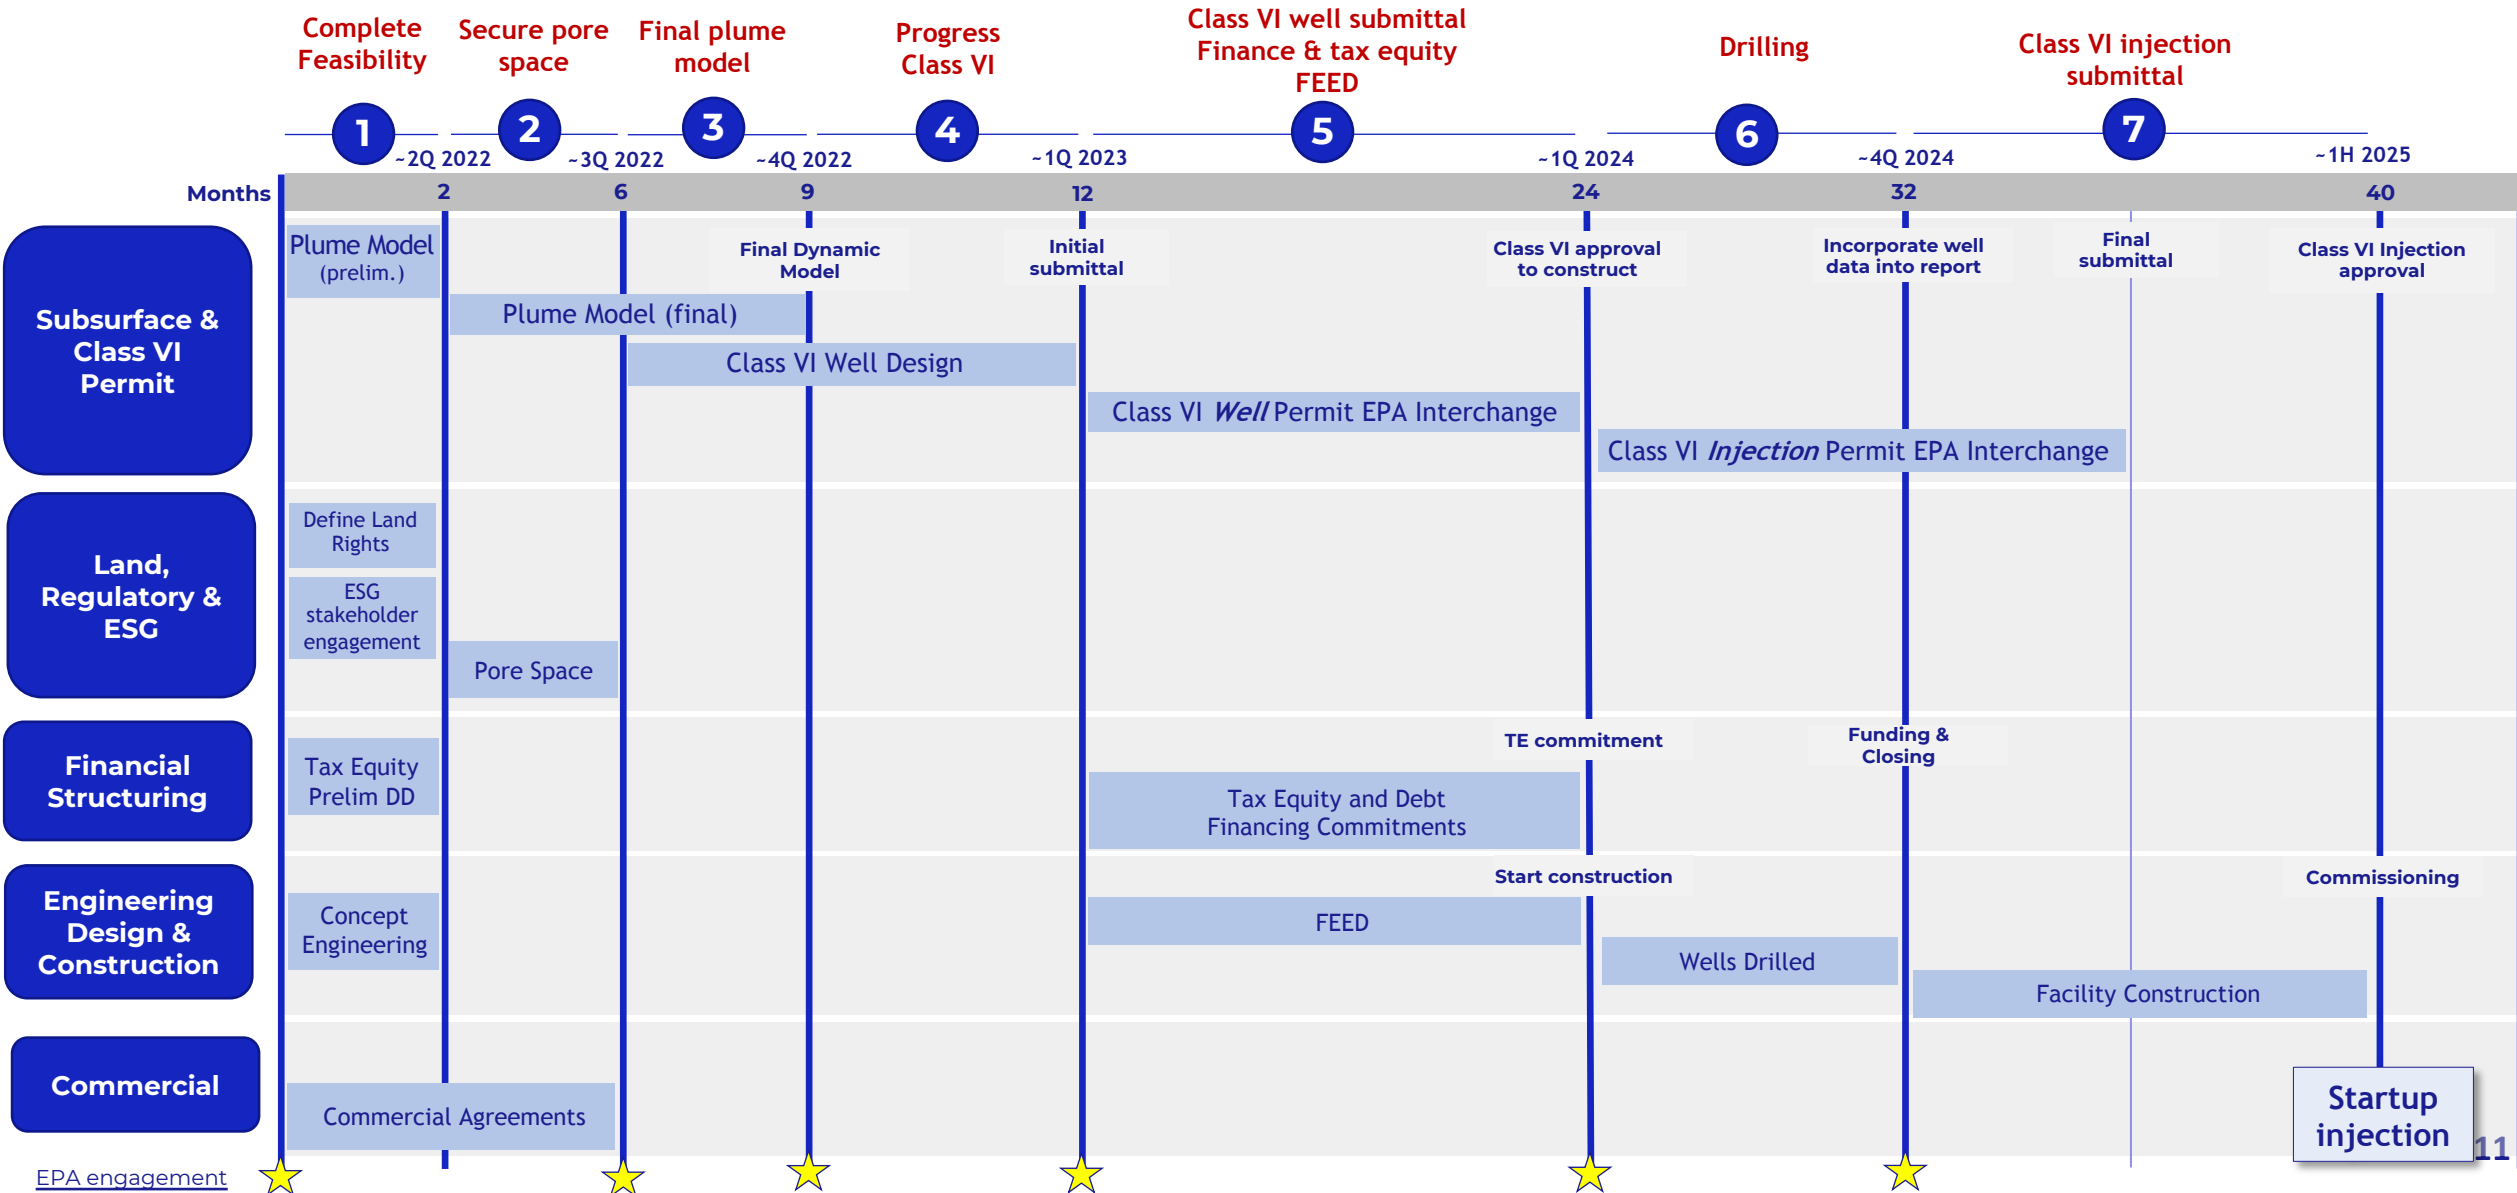 Complete
Feasibility
Secure pore
space
Final plume
model
Progress
Class VI
Class VI well submittal
Finance & tax equity
FEED
Drilling
Class VI injection
submittal
1
2
3
4
5
6
7
~2Q 2022
~3Q 2022
~4Q 2022
~1Q 2023
~1Q 2024
~4Q 2024
~1H 2025
Months
2
6
9
12
24
32
40
Subsurface &
Class VI
Permit
Plume Model
(prelim.)
Final Dynamic
Model
Initial
submittal
Class VI approval
to construct
Incorporate well
data into report
Final
submittal
Class VI Injection
approval
Plume Model (final)
Class VI Well Design
Class VI Well Permit EPA Interchange
Class VI Injection Permit EPA Interchange
Land,
Regulatory &
ESG
Define Land
Rights
ESG
stakeholder
engagement
Pore Space
Financial
Structuring
Tax Equity
Prelim DD
TE commitment
Funding &
Closing
Tax Equity and Debt
Financing Commitments
Engineering
Design &
Construction
Concept
Engineering
Start construction
Commissioning
FEED
Wells Drilled
Facility Construction
Commercial
Commercial Agreements
Startup
injection
11
EPA engagement